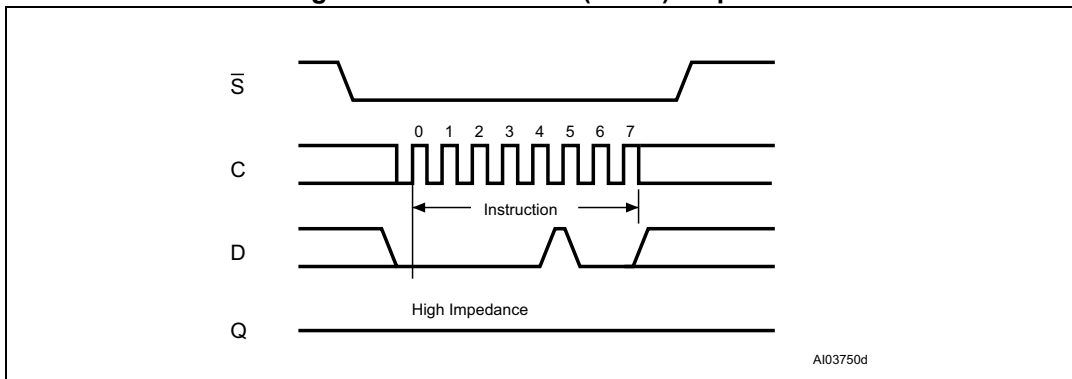 S̅
0 1 2 3 4 5 6 7
C
Instruction
D
High Impedance
Q
AI03750d